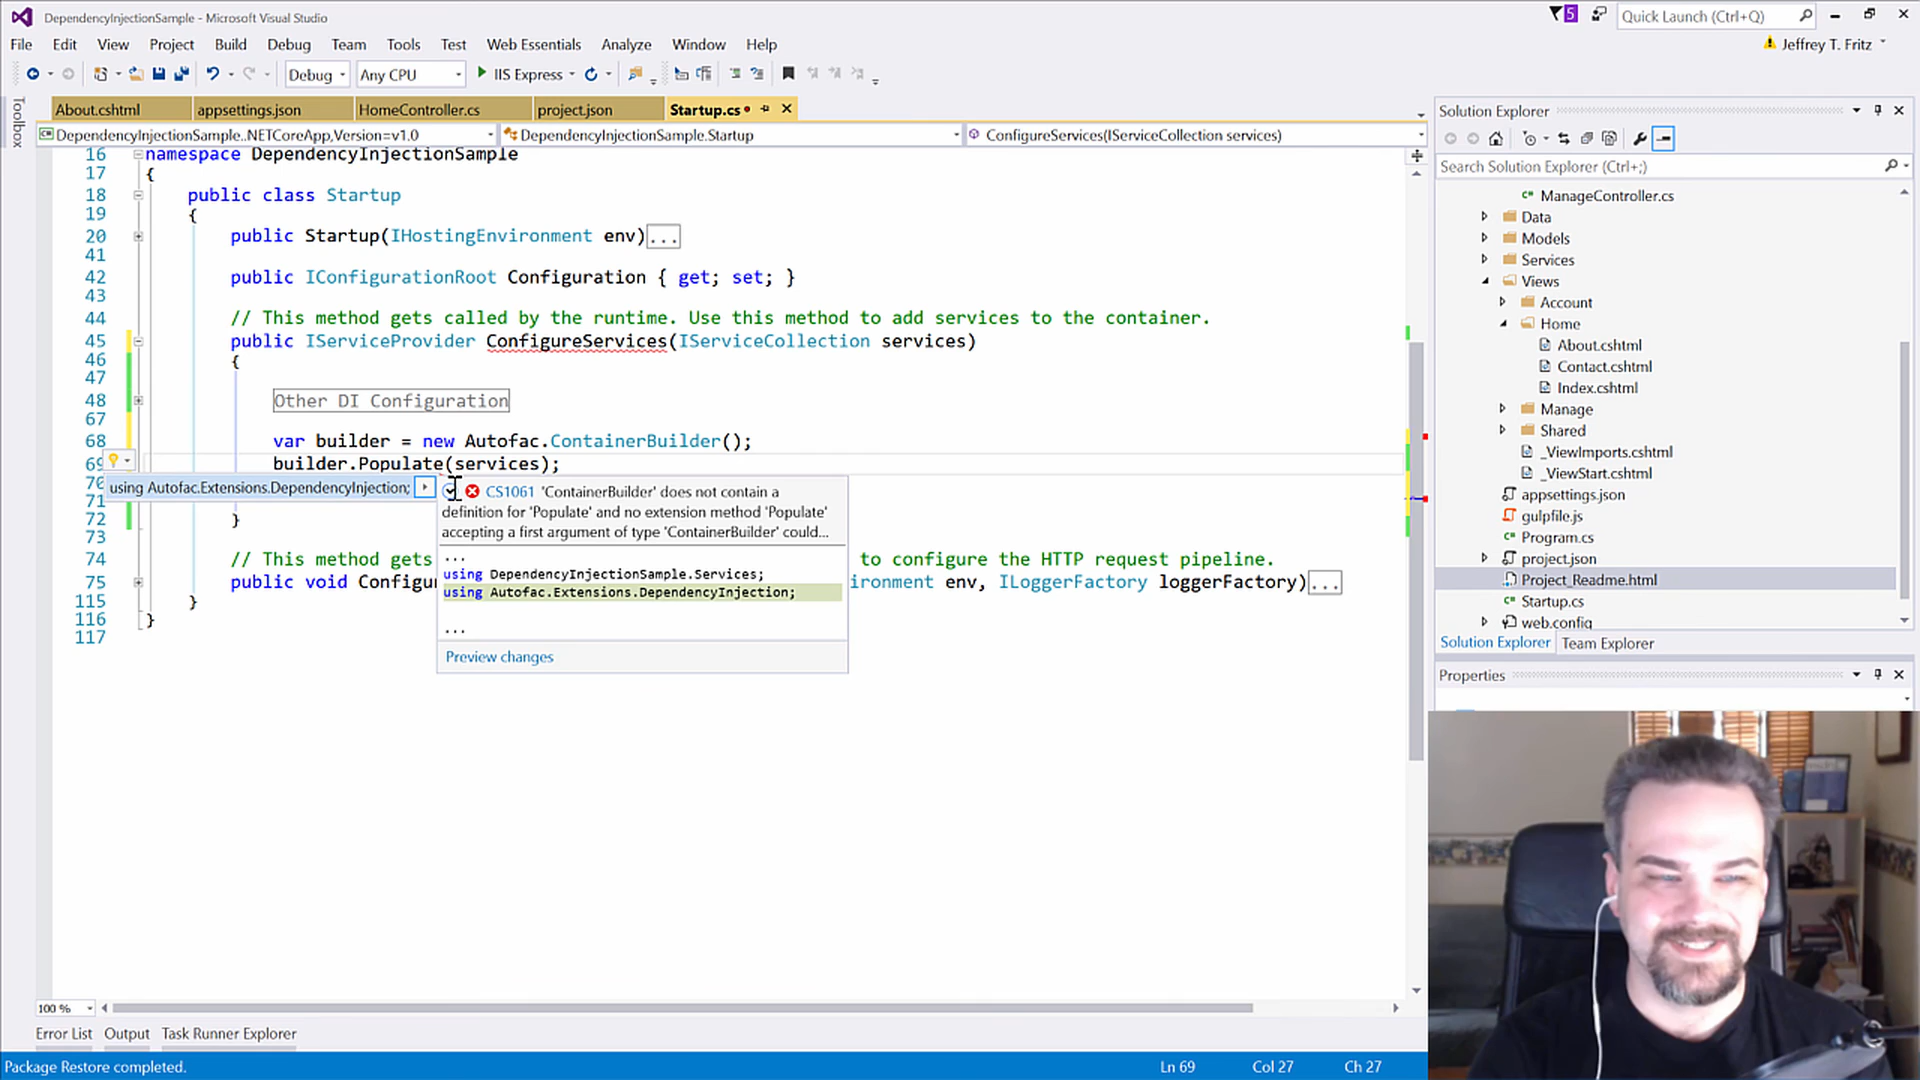 DependencyInjectionSample - Microsoft Visual Studio
5
Quick Launch (Ctrl+Q)
File Edit View Project Build Debug Team Tools Test Web Essentials Analyze Window Help
Jeffrey T. Fritz
Debug Any CPU IIS Express
Toolbox
About.cshtml appsettings.json HomeController.cs project.json Startup.cs
DependencyInjectionSample..NETCoreApp,Version=v1.0 DependencyInjectionSample.Startup ConfigureServices(IServiceCollection services)
16 namespace DependencyInjectionSample
17 {
18 public class Startup
19 {
20 public Startup(IHostingEnvironment env)...
41
42 public IConfigurationRoot Configuration { get; set; }
43
44 // This method gets called by the runtime. Use this method to add services to the container.
45 public IServiceProvider ConfigureServices(IServiceCollection services)
46 {
47
48 Other DI Configuration
67
68 var builder = new Autofac.ContainerBuilder();
69 builder.Populate(services);
70
using Autofac.Extensions.DependencyInjection;
71
72 }
73
74 // This method gets to configure the HTTP request pipeline.
75 public void Configu ironment env, ILoggerFactory loggerFactory)...
115 }
116 }
117
CS1061 'ContainerBuilder' does not contain a
definition for 'Populate' and no extension method 'Populate'
accepting a first argument of type 'ContainerBuilder' could...
...
using DependencyInjectionSample.Services;
using Autofac.Extensions.DependencyInjection;
...
Preview changes
Solution Explorer
Search Solution Explorer (Ctrl+;)
ManageController.cs
Data
Models
Services
Views
Account
Home
About.cshtml
Contact.cshtml
Index.cshtml
Manage
Shared
_ViewImports.cshtml
_ViewStart.cshtml
appsettings.json
gulpfile.js
Program.cs
project.json
Project_Readme.html
Startup.cs
web.config
Solution Explorer Team Explorer
Properties
100 %
Error List Output Task Runner Explorer
Package Restore completed.
Ln 69 Col 27 Ch 27